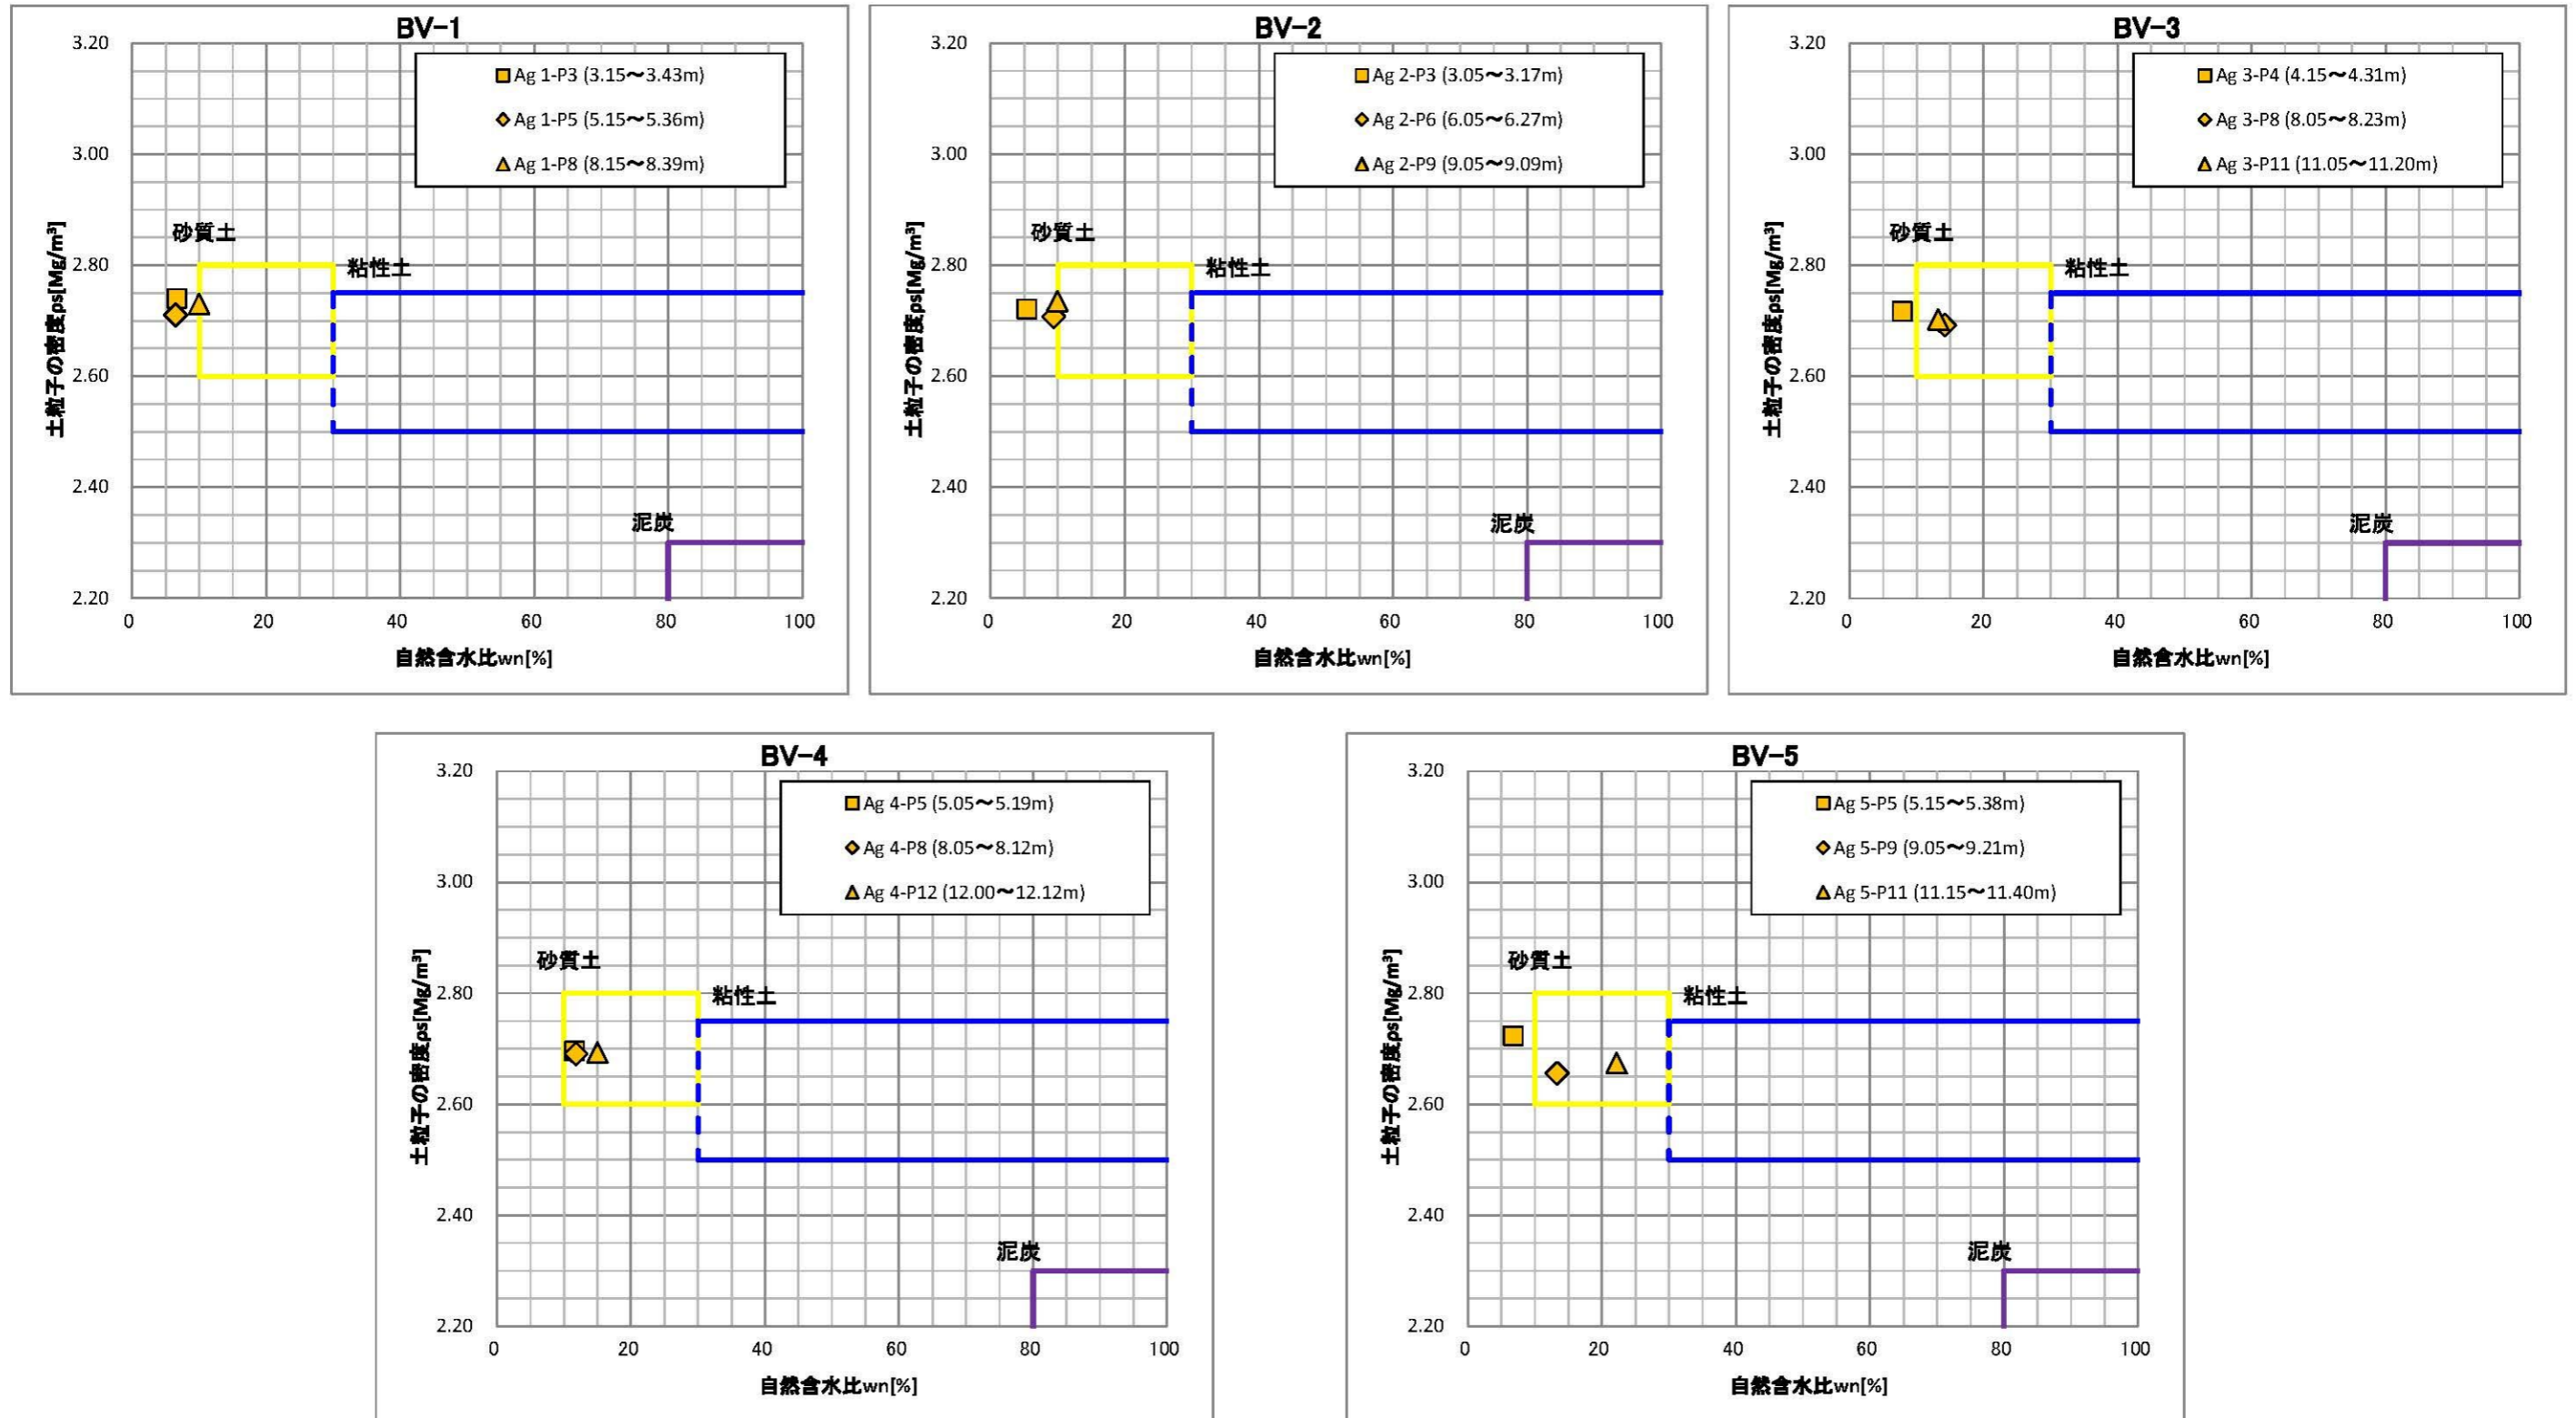 BV-1
3.20
3.00
2.80
2.60
2.40
2.20
土粒子の密度ρs[Mg/m³]
Ag 1-P3 (3.15～3.43m)
Ag 1-P5 (5.15～5.36m)
Ag 1-P8 (8.15～8.39m)
砂質土
粘性土
泥炭
0 20 40 60 80 100
自然含水比wn[%]
BV-2
3.20
3.00
2.80
2.60
2.40
2.20
土粒子の密度ρs[Mg/m³]
Ag 2-P3 (3.05～3.17m)
Ag 2-P6 (6.05～6.27m)
Ag 2-P9 (9.05～9.09m)
砂質土
粘性土
泥炭
0 20 40 60 80 100
自然含水比wn[%]
BV-3
3.20
3.00
2.80
2.60
2.40
2.20
土粒子の密度ρs[Mg/m³]
Ag 3-P4 (4.15～4.31m)
Ag 3-P8 (8.05～8.23m)
Ag 3-P11 (11.05～11.20m)
砂質土
粘性土
泥炭
0 20 40 60 80 100
自然含水比wn[%]
BV-4
3.20
3.00
2.80
2.60
2.40
2.20
土粒子の密度ρs[Mg/m³]
Ag 4-P5 (5.05～5.19m)
Ag 4-P8 (8.05～8.12m)
Ag 4-P12 (12.00～12.12m)
砂質土
粘性土
泥炭
0 20 40 60 80 100
自然含水比wn[%]
BV-5
3.20
3.00
2.80
2.60
2.40
2.20
土粒子の密度ρs[Mg/m³]
Ag 5-P5 (5.15～5.38m)
Ag 5-P9 (9.05～9.21m)
Ag 5-P11 (11.15～11.40m)
砂質土
粘性土
泥炭
0 20 40 60 80 100
自然含水比wn[%]